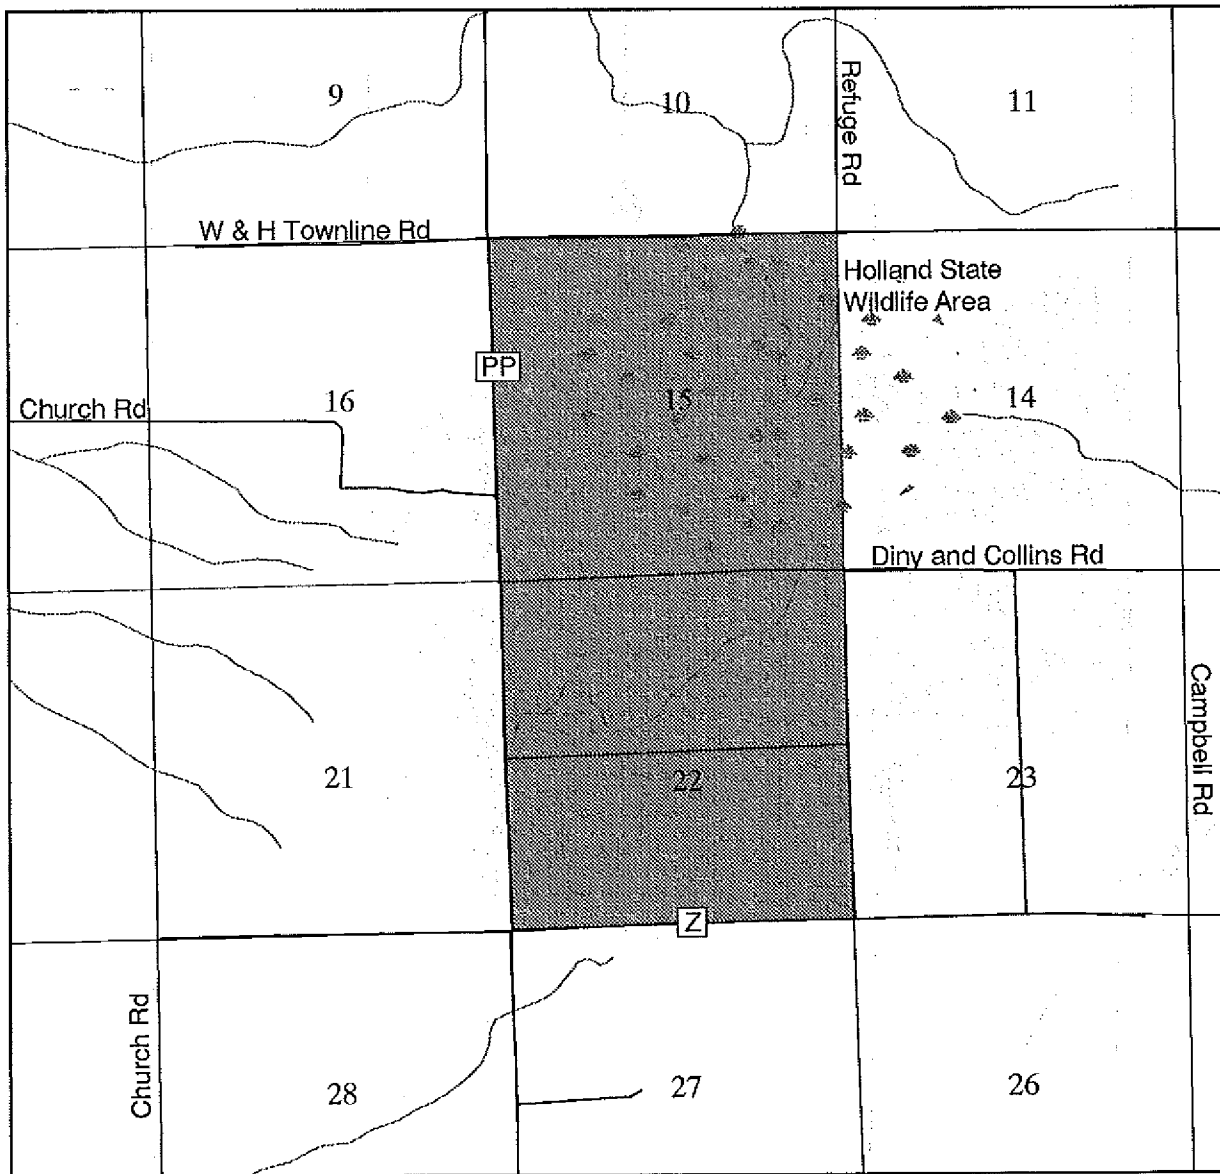 9
10
11
Refuge Rd
W & H Townline Rd
Holland State
Wildlife Area
PP
Church Rd
16
15
14
Diny and Collins Rd
Campbell Rd
21
22
23
Z
Church Rd
28
27
26